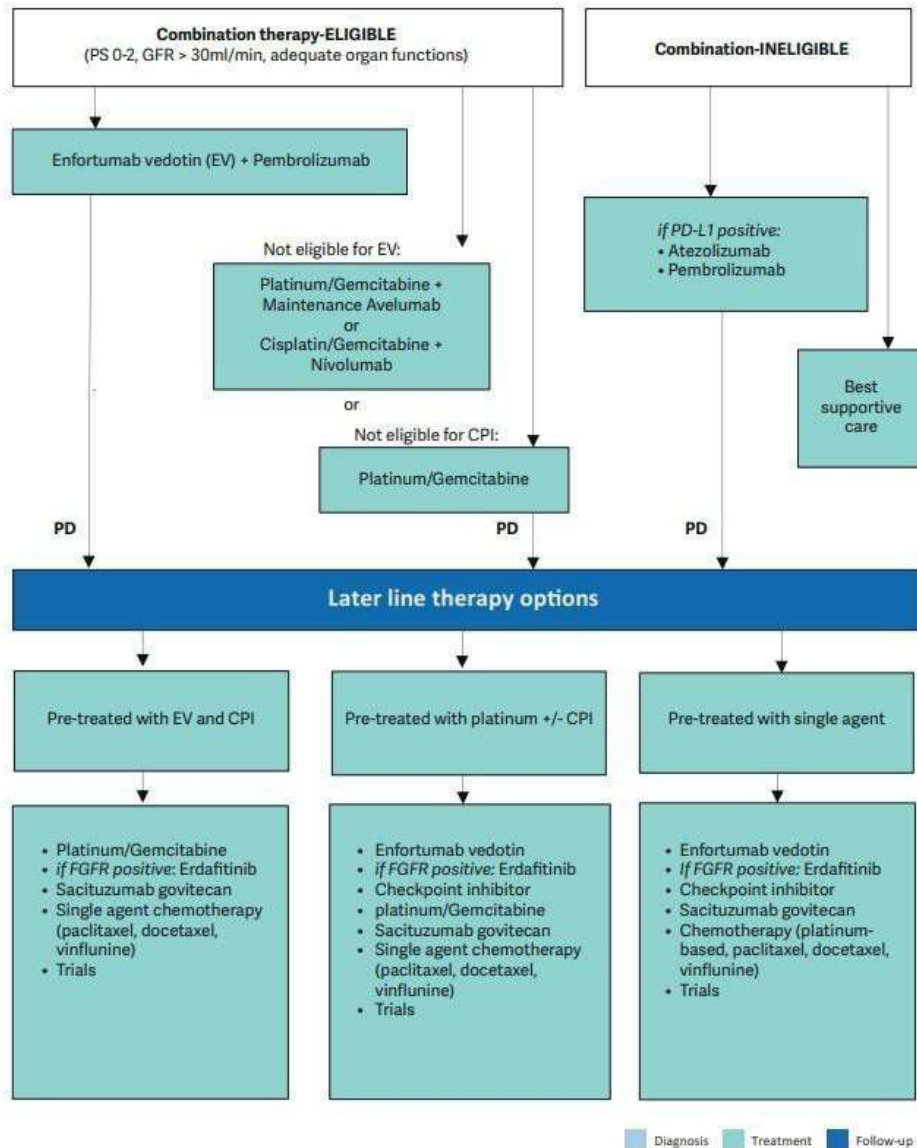 Combination therapy-ELIGIBLE
(PS 0-2, GFR > 30ml/min, adequate organ functions)
Combination-INELIGIBLE
Enfortumab vedotin (EV) + Pembrolizumab
if PD-L1 positive:
• Atezolizumab
• Pembrolizumab
Not eligible for EV:
Platinum/Gemcitabine +
Maintenance Avelumab
or
Cisplatin/Gemcitabine +
Nivolumab
Best
supportive
care
or
Not eligible for CPI:
Platinum/Gemcitabine
PD
PD
PD
Later line therapy options
Pre-treated with EV and CPI
Pre-treated with platinum +/- CPI
Pre-treated with single agent
• Platinum/Gemcitabine
• if FGFR positive: Erdafitinib
• Sacituzumab govitecan
• Single agent chemotherapy
(paclitaxel, docetaxel,
vinflunine)
• Trials
• Enfortumab vedotin
• if FGFR positive: Erdafitinib
• Checkpoint inhibitor
• platinum/Gemcitabine
• Sacituzumab govitecan
• Single agent chemotherapy
(paclitaxel, docetaxel,
vinflunine)
• Trials
• Enfortumab vedotin
• If FGFR positive: Erdafitinib
• Checkpoint inhibitor
• Sacituzumab govitecan
• Chemotherapy (platinum-
based, paclitaxel, docetaxel,
vinflunine)
• Trials
Diagnosis
Treatment
Follow-up